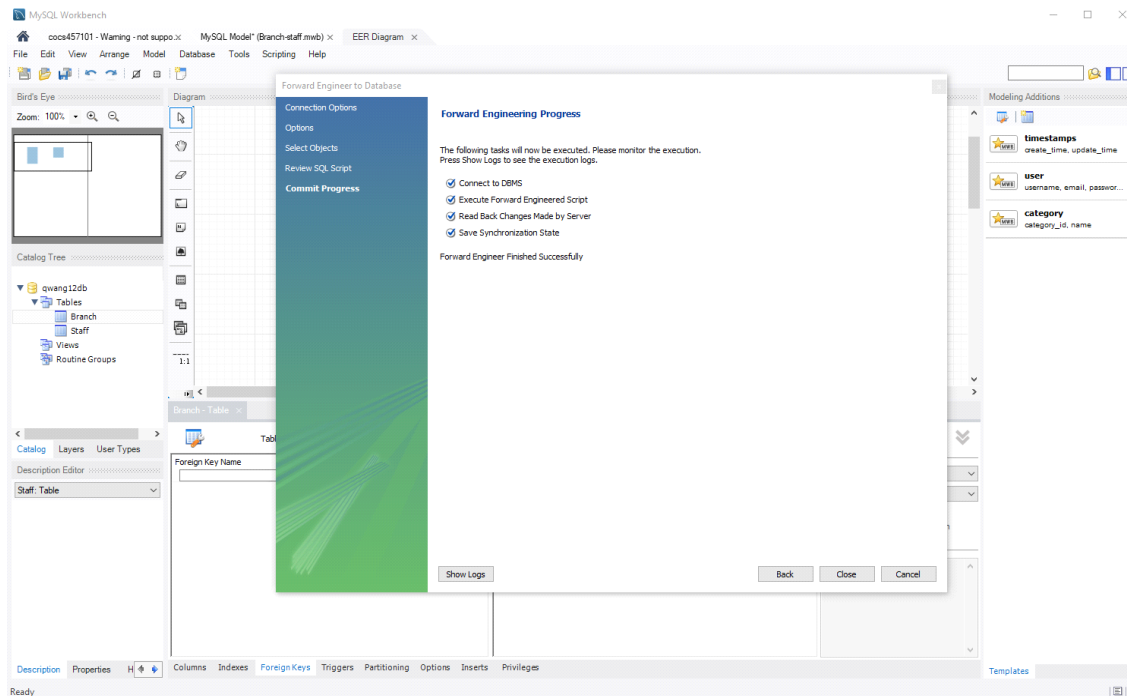 MySQL Workbench
cocs457101 - Warning - not suppo.× MySQL Model* (Branch-staff.mwb) × EER Diagram ×
File Edit View Arrange Model Database Tools Scripting Help
Bird's Eye
Zoom: 100%
Catalog Tree
qwang12db
Tables
Branch
Staff
Views
Routine Groups
Catalog Layers User Types
Description Editor
Staff: Table
Description Properties H
Diagram
1:1
Branch - Table ×
Tabl
Foreign Key Name
Columns Indexes Foreign Keys Triggers Partitioning Options Inserts Privileges
Forward Engineer to Database
Connection Options
Options
Select Objects
Review SQL Script
Commit Progress
Forward Engineering Progress
The following tasks will now be executed. Please monitor the execution.
Press Show Logs to see the execution logs.
Connect to DBMS
Execute Forward Engineered Script
Read Back Changes Made by Server
Save Synchronization State
Forward Engineer Finished Successfully
Show Logs Back Close Cancel
Modeling Additions
timestamps
create_time, update_time
user
username, email, passwor...
category
category_id, name
Templates
Ready